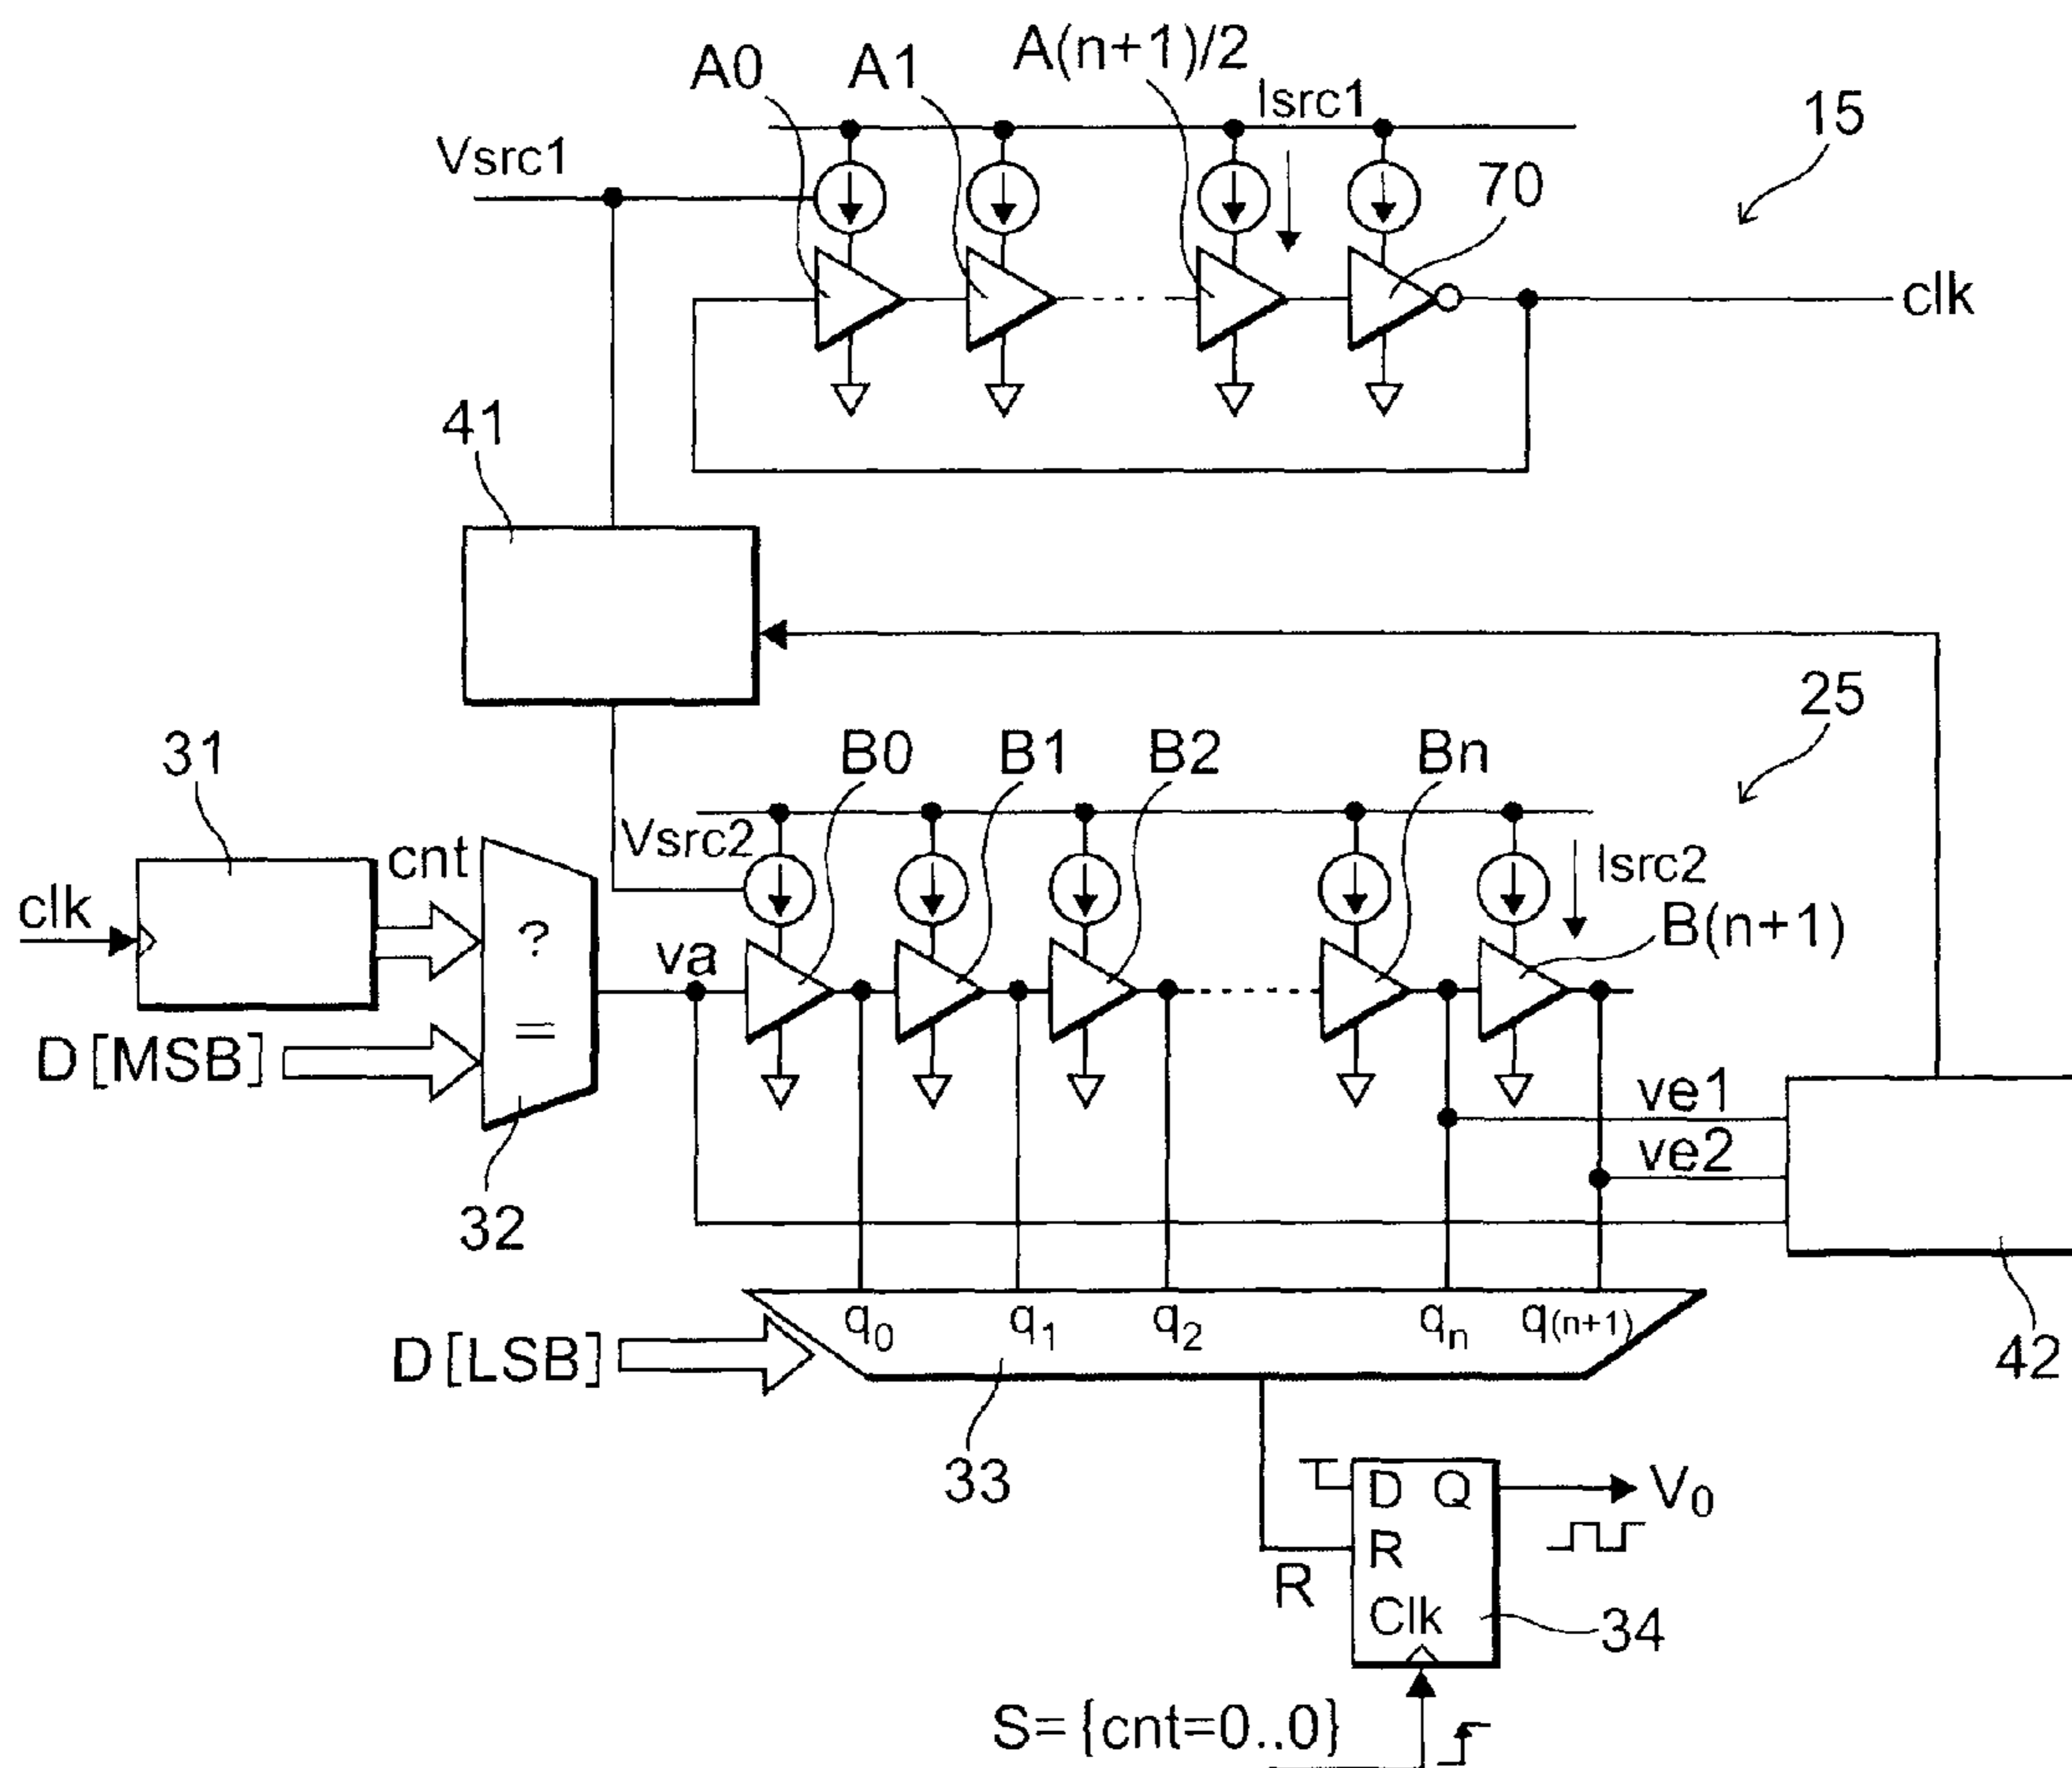 A0 A1 A(n+1)/2 Isrc1
15
Vsrc1
70
clk
41
25
31
B0 B1 B2 Bn
Vsrc2
cnt
Isrc2
clk
?
B(n+1)
va
=
D[MSB]
ve1
ve2
32
q0 q1 q2 qn q(n+1)
D[LSB]
42
33
D Q
V0
R
R
Clk
34
S={cnt=0..0}